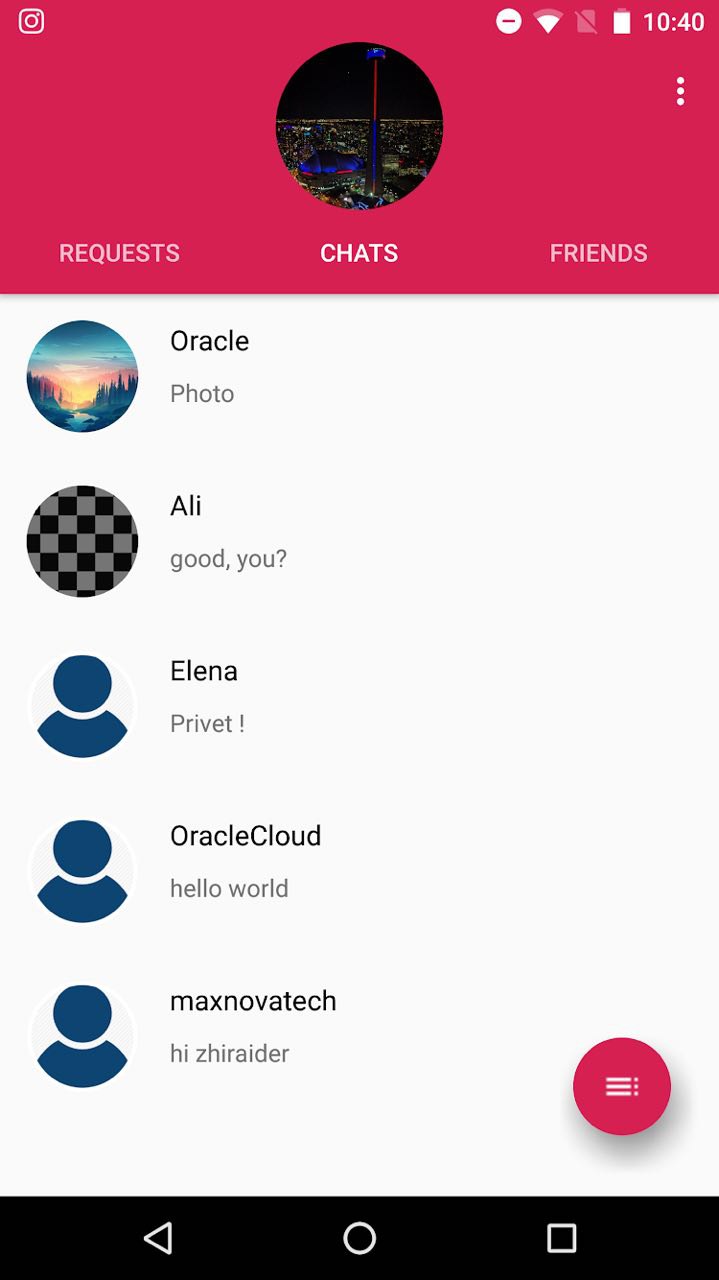 10:40
REQUESTS CHATS FRIENDS
Oracle
Photo
Ali
good, you?
Elena
Privet !
OracleCloud
hello world
maxnovatech
hi zhiraider